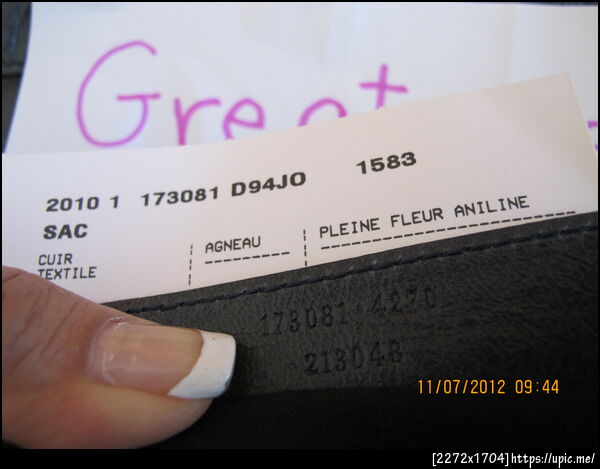 Great
2010 1 173081 D94JO 1583
SAC
CUIR AGNEAU PLEINE FLEUR ANILINE
TEXTILE
173081 4270
213048
11/07/2012 09:44
[2272x1704]https://upic.me/